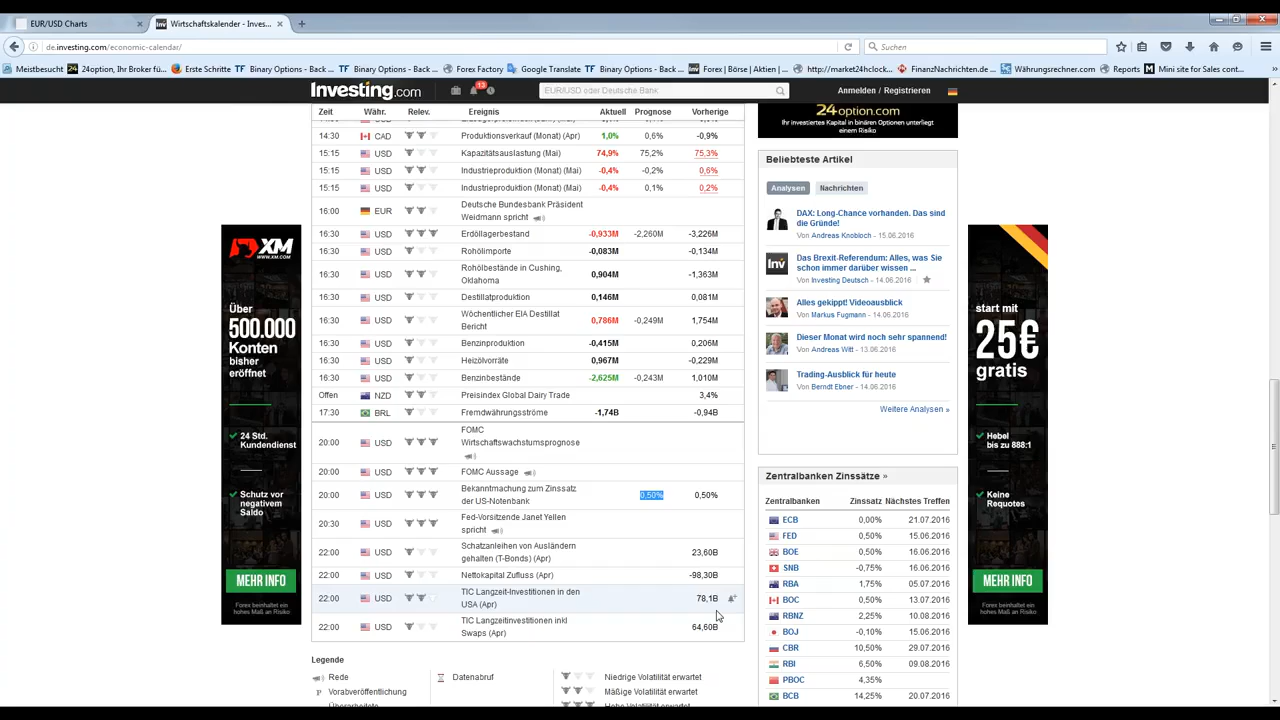 EUR/USD Charts
Wirtschaftskalender - Inves...
de.investing.com/economic-calendar/
Suchen
Meistbesucht
24option, Ihr Broker fü...
Erste Schritte
Binary Options - Back ...
Binary Options - Back ...
Forex Factory
Google Translate
Binary Options - Back ...
Forex | Börse | Aktien | ...
http://market24hclock...
FinanzNachrichten.de ...
Währungsrechner.com
Reports
Mini site for Sales cont...
Investing.com
13
EUR/USD oder Deutsche Bank
Anmelden / Registrieren
Zeit Währ. Relev. Ereignis Aktuell Prognose Vorherige
14:30 CAD Produktionsverkauf (Monat) (Apr) 1,0% 0,6% -0,9%
15:15 USD Kapazitätsauslastung (Mai) 74,9% 75,2% 75,3%
15:15 USD Industrieproduktion (Monat) (Mai) -0,4% -0,2% 0,6%
15:15 USD Industrieproduktion (Monat) (Mai) -0,4% 0,1% 0,2%
16:00 EUR Deutsche Bundesbank Präsident
Weidmann spricht
16:30 USD Erdöllagerbestand -0,933M -2,260M -3,226M
16:30 USD Rohölimporte -0,083M -0,134M
16:30 USD Rohölbestände in Cushing,
Oklahoma 0,904M -1,363M
16:30 USD Destillatproduktion 0,146M 0,081M
16:30 USD Wöchentlicher EIA Destillat
Bericht 0,786M -0,249M 1,754M
16:30 USD Benzinproduktion -0,415M 0,206M
16:30 USD Heizölvorräte 0,967M -0,229M
16:30 USD Benzinbestände -2,625M -0,243M 1,010M
Offen NZD Preisindex Global Dairy Trade 3,4%
17:30 BRL Fremdwährungsströme -1,74B -0,94B
20:00 USD FOMC
Wirtschaftswachstumsprognose
20:00 USD FOMC Aussage
20:00 USD Bekanntmachung zum Zinssatz
der US-Notenbank 0,50% 0,50%
20:30 USD Fed-Vorsitzende Janet Yellen
spricht
22:00 USD Schatzanleihen von Ausländern
gehalten (T-Bonds) (Apr) 23,60B
22:00 USD Nettokapital Zufluss (Apr) -98,30B
22:00 USD TIC Langzeit-Investitionen in den
USA (Apr) 78,1B
22:00 USD TIC Langzeitinvestitionen inkl
Swaps (Apr) 64,60B
Legende
Rede
Vorabveröffentlichung
Datenabruf
Niedrige Volatilität erwartet
Mäßige Volatilität erwartet
XM
Über
500.000
Konten
bisher
eröffnet
24 Std.
Kundendienst
Schutz vor
negativem
Saldo
MEHR INFO
Forex beinhaltet ein
hohes Maß an Risiko
24option.com
Ihr investiertes Kapital in binären Optionen unterliegt
einem Risiko
Beliebteste Artikel
Analysen Nachrichten
DAX: Long-Chance vorhanden. Das sind
die Gründe!
Von Andreas Knobloch - 15.06.2016
Das Brexit-Referendum: Alles, was Sie
schon immer darüber wissen ...
Von Investing Deutsch - 14.06.2016
Alles gekippt! Videoausblick
Von Markus Fugmann - 14.06.2016
Dieser Monat wird noch sehr spannend!
Von Andreas Witt - 13.06.2016
Trading-Ausblick für heute
Von Berndt Ebner - 14.06.2016
Weitere Analysen »
Zentralbanken Zinssätze »
Zentralbanken Zinssatz Nächstes Treffen
ECB 0,00% 21.07.2016
FED 0,50% 15.06.2016
BOE 0,50% 16.06.2016
SNB -0,75% 16.06.2016
RBA 1,75% 05.07.2016
BOC 0,50% 13.07.2016
RBNZ 2,25% 10.08.2016
BOJ -0,10% 15.06.2016
CBR 10,50% 29.07.2016
RBI 6,50% 09.08.2016
PBOC 4,35%
BCB 14,25% 20.07.2016
start mit
25€
gratis
Hebel
bis zu 888:1
Keine
Requotes
MEHR INFO
Forex beinhaltet ein
hohes Maß an Risiko